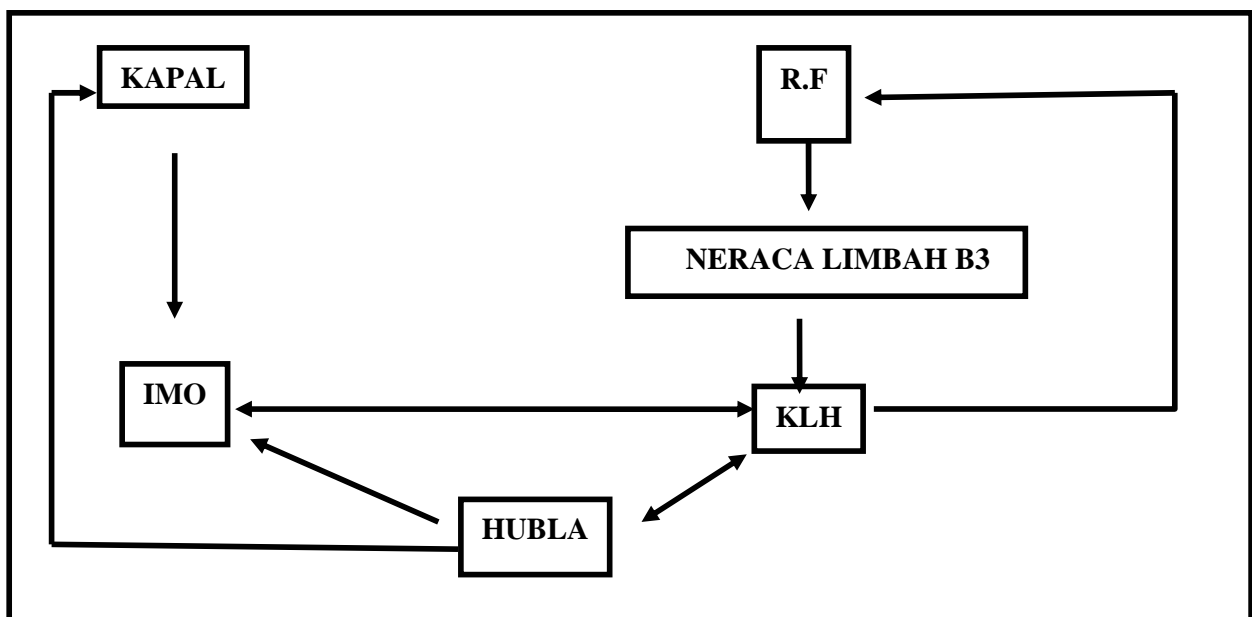 KAPAL
R.F
NERACA LIMBAH B3
IMO
KLH
HUBLA